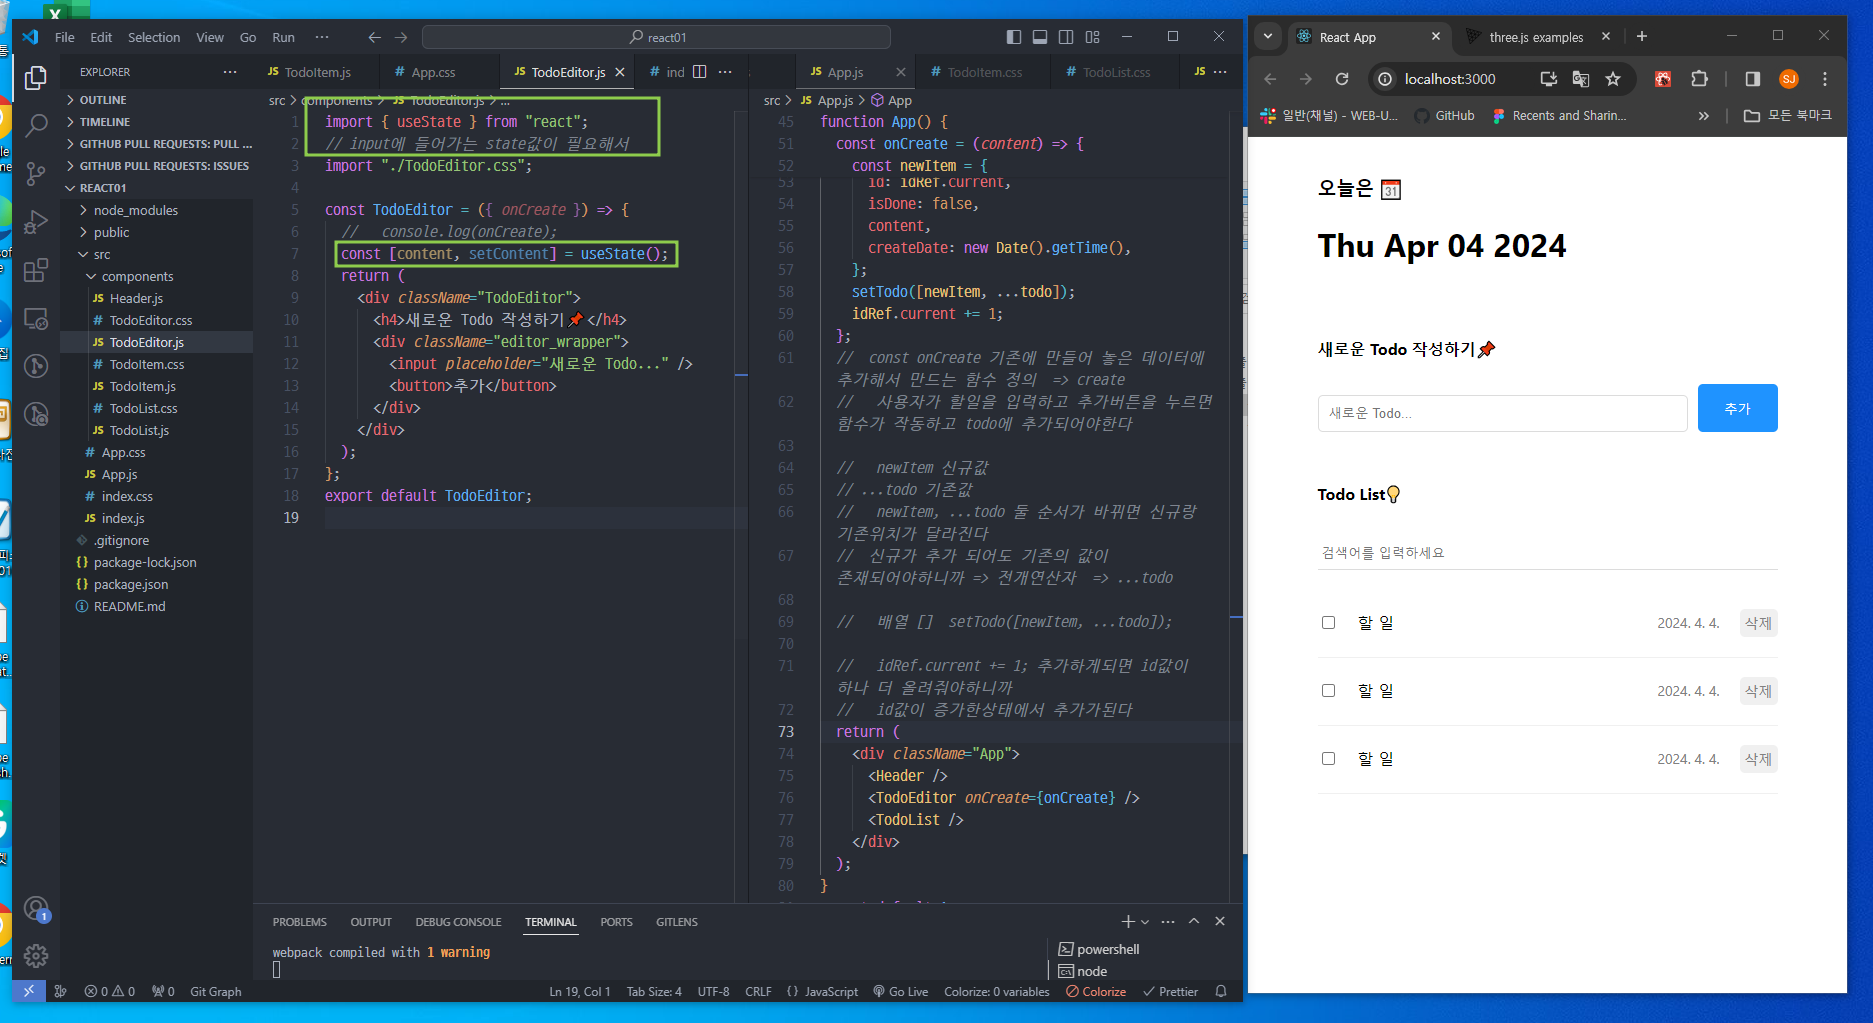 File Edit Selection View Go Run ··· react01
EXPLORER
OUTLINE
TIMELINE
GITHUB PULL REQUESTS: PULL ...
GITHUB PULL REQUESTS: ISSUES
REACT01
node_modules
public
src
components
JS Header.js
# TodoEditor.css
JS TodoEditor.js
# TodoItem.css
JS TodoItem.js
# TodoList.css
JS TodoList.js
# App.css
JS App.js
# index.css
JS index.js
.gitignore
{} package-lock.json
{} package.json
README.md
JS TodoItem.js # App.css JS TodoEditor.js # ind
src > components > JS TodoEditor.js > ...
1 import { useState } from "react";
2 // input에 들어가는 state값이 필요해서
3 import "./TodoEditor.css";
4
5 const TodoEditor = ({ onCreate }) => {
6 //   console.log(onCreate);
7 const [content, setContent] = useState();
8 return (
9 <div className="TodoEditor">
10 <h4>새로운 Todo 작성하기📌</h4>
11 <div className="editor_wrapper">
12 <input placeholder="새로운 Todo..." />
13 <button>추가</button>
14 </div>
15 </div>
16 );
17 };
18 export default TodoEditor;
19
JS App.js # TodoItem.css # TodoList.css JS
src > JS App.js > App
45 function App() {
51 const onCreate = (content) => {
52 const newItem = {
53 id: idRef.current,
54 isDone: false,
55 content,
56 createDate: new Date().getTime(),
57 };
58 setTodo([newItem, ...todo]);
59 idRef.current += 1;
60 };
61 //  const onCreate 기존에 만들어 놓은 데이터에
추가해서 만드는 함수 정의  => create
62 //   사용자가 할일을 입력하고 추가버튼을 누르면
함수가 작동하고 todo에 추가되어야한다
63
64 //   newItem 신규값
65 // ...todo 기존값
66 //   newItem, ...todo 둘 순서가 바뀌면 신규랑
기존위치가 달라진다
67 //  신규가 추가 되어도 기존의 값이
존재되어야하니까 => 전개연산자  => ...todo
68
69 //   배열 []  setTodo([newItem, ...todo]);
70
71 //   idRef.current += 1; 추가하게되면 id값이
하나 더 올려줘야하니까
72 //   id값이 증가한상태에서 추가가된다
73 return (
74 <div className="App">
75 <Header />
76 <TodoEditor onCreate={onCreate} />
77 <TodoList />
78 </div>
79 );
80 }
PROBLEMS OUTPUT DEBUG CONSOLE TERMINAL PORTS GITLENS
webpack compiled with 1 warning
powershell
node
1
0 0 0 Git Graph Ln 19, Col 1 Tab Size: 4 UTF-8 CRLF {} JavaScript Go Live Colorize: 0 variables Colorize Prettier
React App three.js examples
localhost:3000 SJ
일반(채널) - WEB-U... GitHub Recents and Sharin... » 모든 북마크
오늘은 📅
Thu Apr 04 2024
새로운 Todo 작성하기📌
새로운 Todo...
추가
Todo List💡
검색어를 입력하세요
할 일 2024. 4. 4. 삭제
할 일 2024. 4. 4. 삭제
할 일 2024. 4. 4. 삭제